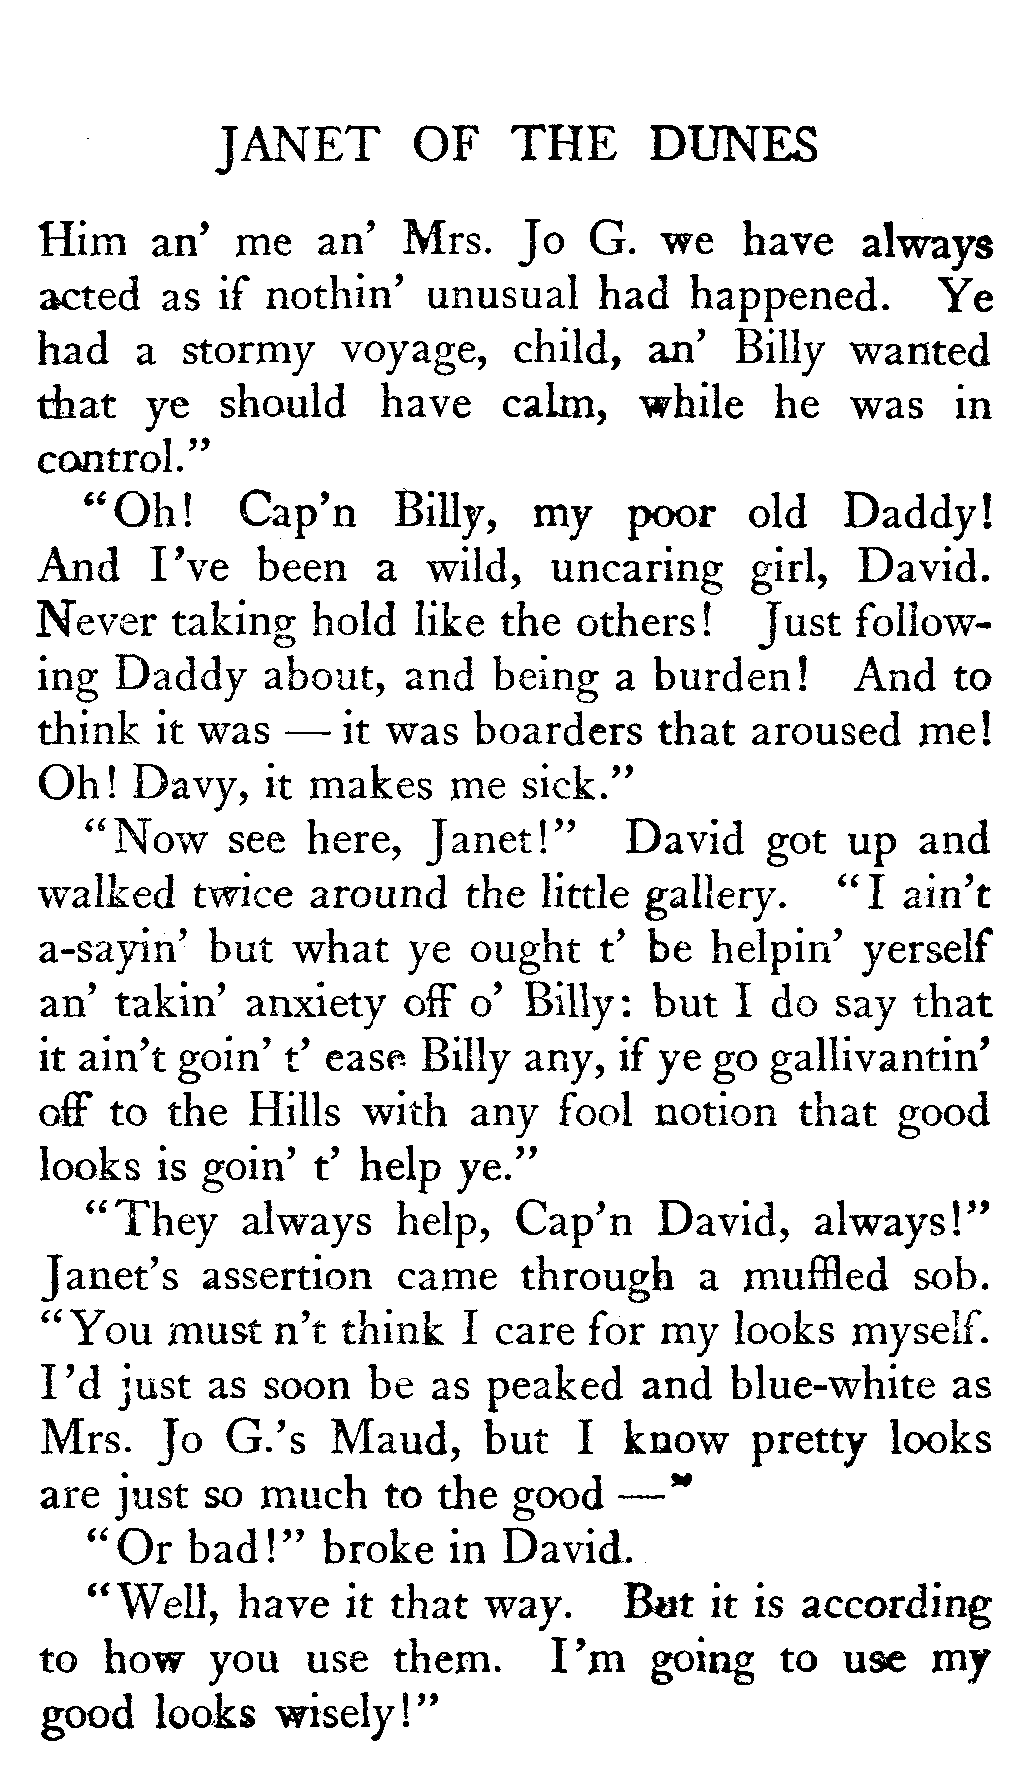 JANET OF THE DUNES
Him an' me an' Mrs. Jo G. we have always
acted as if nothin' unusual had happened. Ye
had a stormy voyage, child, an' Billy wanted
that ye should have calm, while he was in
control."
"Oh! Cap'n Billy, my poor old Daddy!
And I've been a wild, uncaring girl, David.
Never taking hold like the others! Just follow-
ing Daddy about, and being a burden! And to
think it was — it was boarders that aroused me!
Oh! Davy, it makes me sick."
"Now see here, Janet!" David got up and
walked twice around the little gallery. "I ain't
a-sayin' but what ye ought t' be helpin' yerself
an' takin' anxiety off o' Billy: but I do say that
it ain't goin' t' ease Billy any, if ye go gallivantin'
off to the Hills with any fool notion that good
looks is goin' t' help ye."
"They always help, Cap'n David, always!"
Janet's assertion came through a muffled sob.
"You must n't think I care for my looks myself.
I'd just as soon be as peaked and blue-white as
Mrs. Jo G.'s Maud, but I know pretty looks
are just so much to the good —"
"Or bad!" broke in David.
"Well, have it that way. But it is according
to how you use them. I'm going to use my
good looks wisely!"